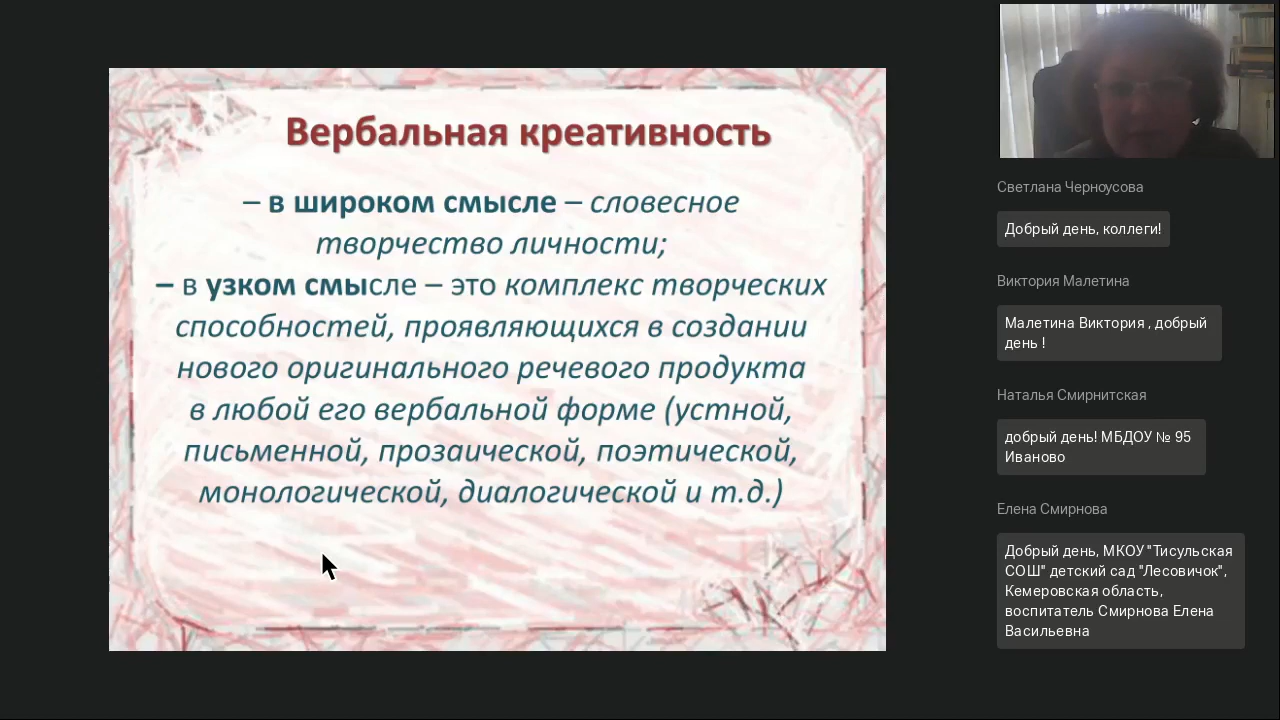 Вербальная креативность
– в широком смысле – словесное
творчество личности;
– в узком смысле – это комплекс творческих
способностей, проявляющихся в создании
нового оригинального речевого продукта
в любой его вербальной форме (устной,
письменной, прозаической, поэтической,
монологической, диалогической и т.д.)
Светлана Черноусова
Добрый день, коллеги!
Виктория Малетина
Малетина Виктория , добрый
день !
Наталья Смирнитская
добрый день! МБДОУ № 95
Иваново
Елена Смирнова
Добрый день, МКОУ "Тисульская
СОШ" детский сад "Лесовичок",
Кемеровская область,
воспитатель Смирнова Елена
Васильевна